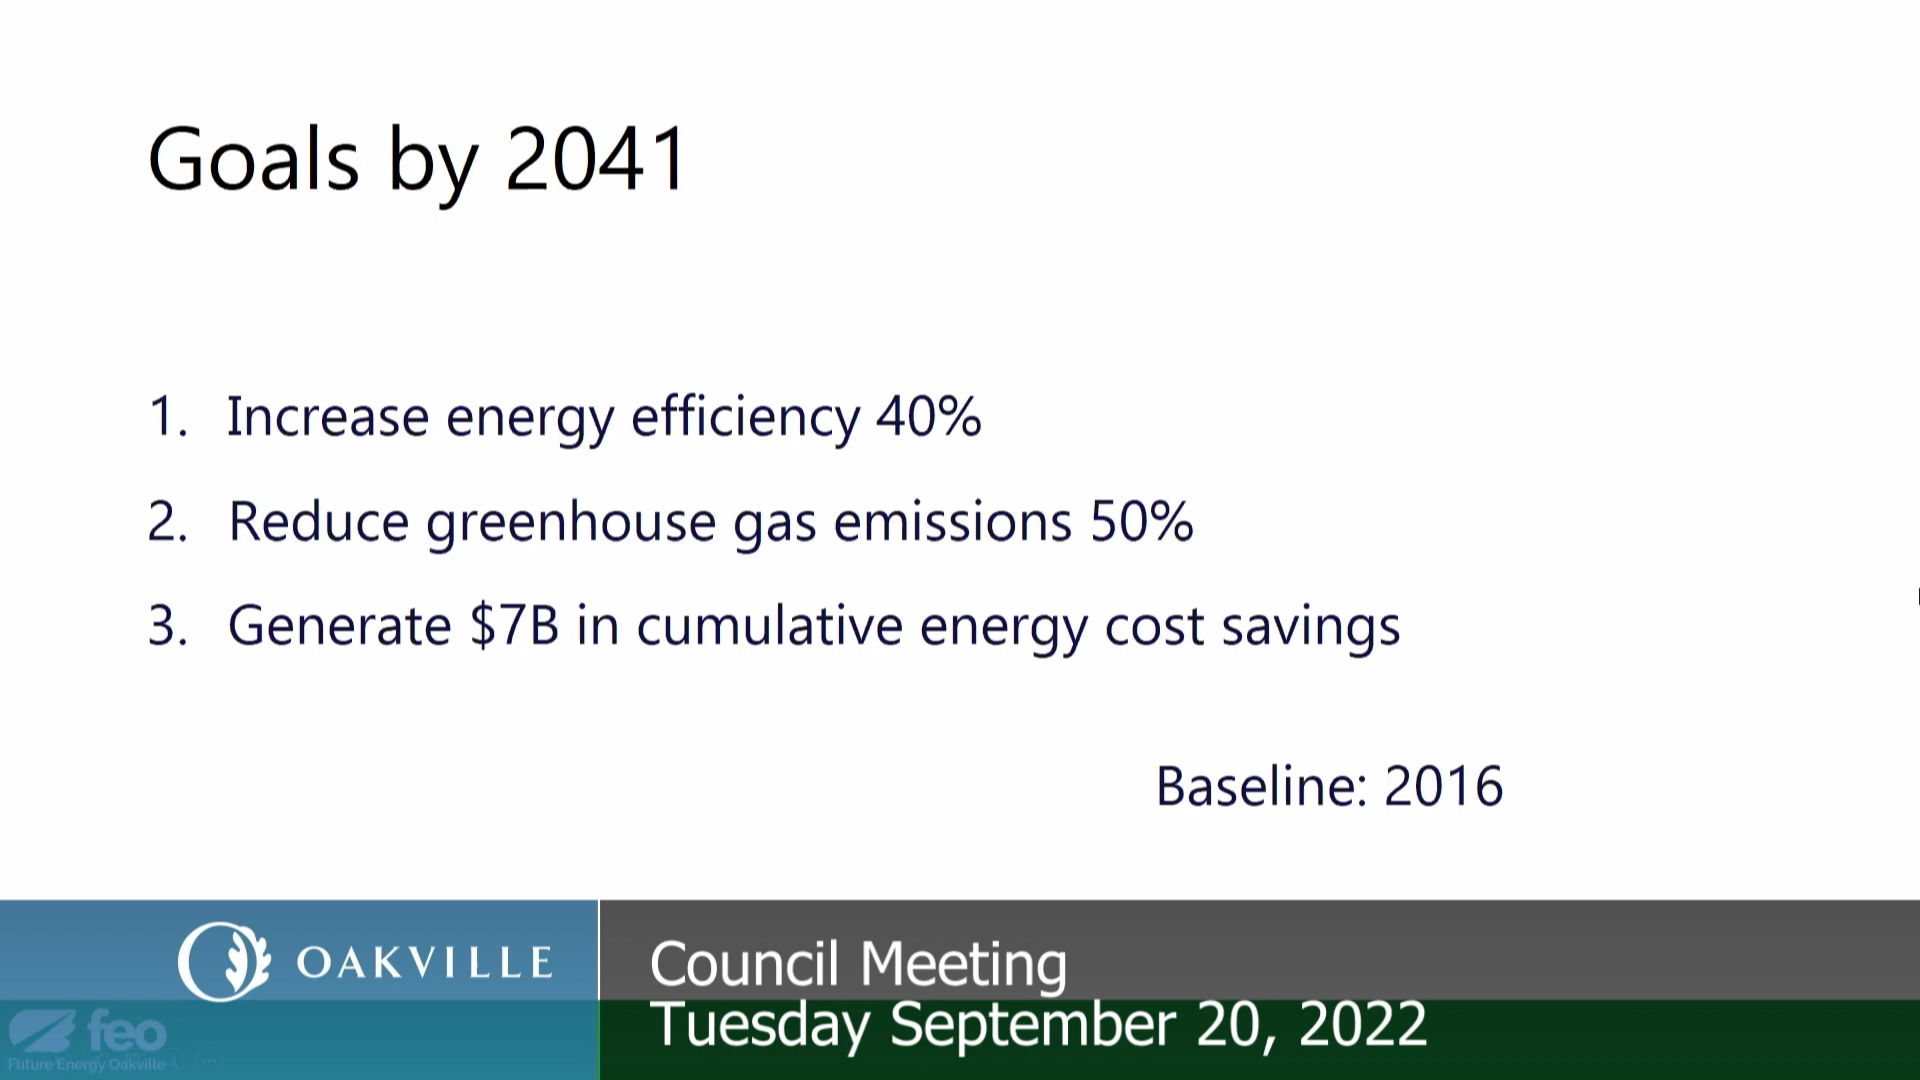 Goals by 2041
1. Increase energy efficiency 40%
2. Reduce greenhouse gas emissions 50%
3. Generate $7B in cumulative energy cost savings
Baseline: 2016
OAKVILLE
Council Meeting
Tuesday September 20, 2022
feo
Future Energy Oakville